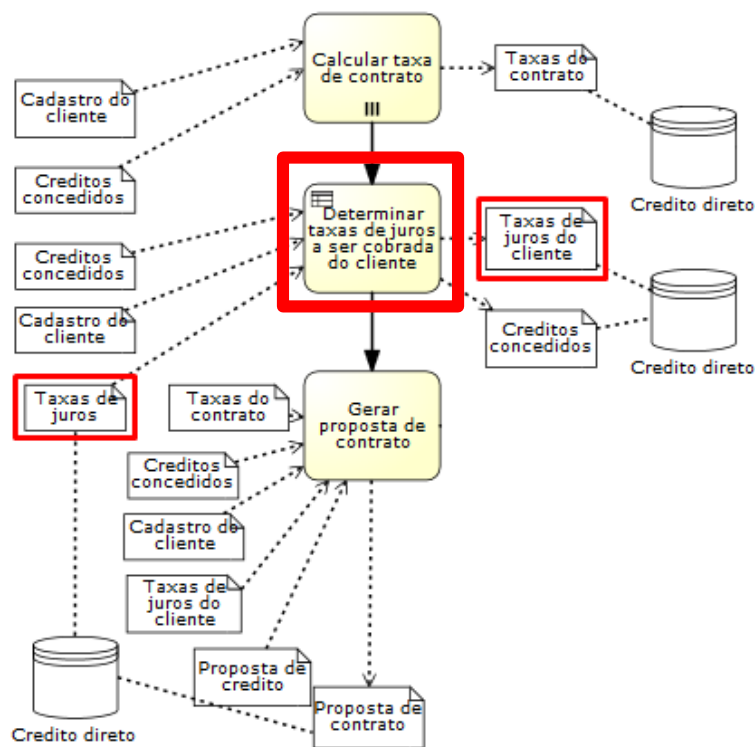 Calcular taxa
de contrato
Taxas do
contrato
Cadastro do
cliente
Credito direto
Creditos
concedidos
Determinar
taxas de juros
a ser cobrada
do cliente
Taxas de
juros do
cliente
Creditos
concedidos
Cadastro do
cliente
Creditos
concedidos
Credito direto
Taxas de
juros
Taxas do
contrato
Gerar
proposta de
contrato
Creditos
concedidos
Cadastro do
cliente
Taxas de
juros do
cliente
Proposta de
credito
Proposta de
contrato
Credito direto